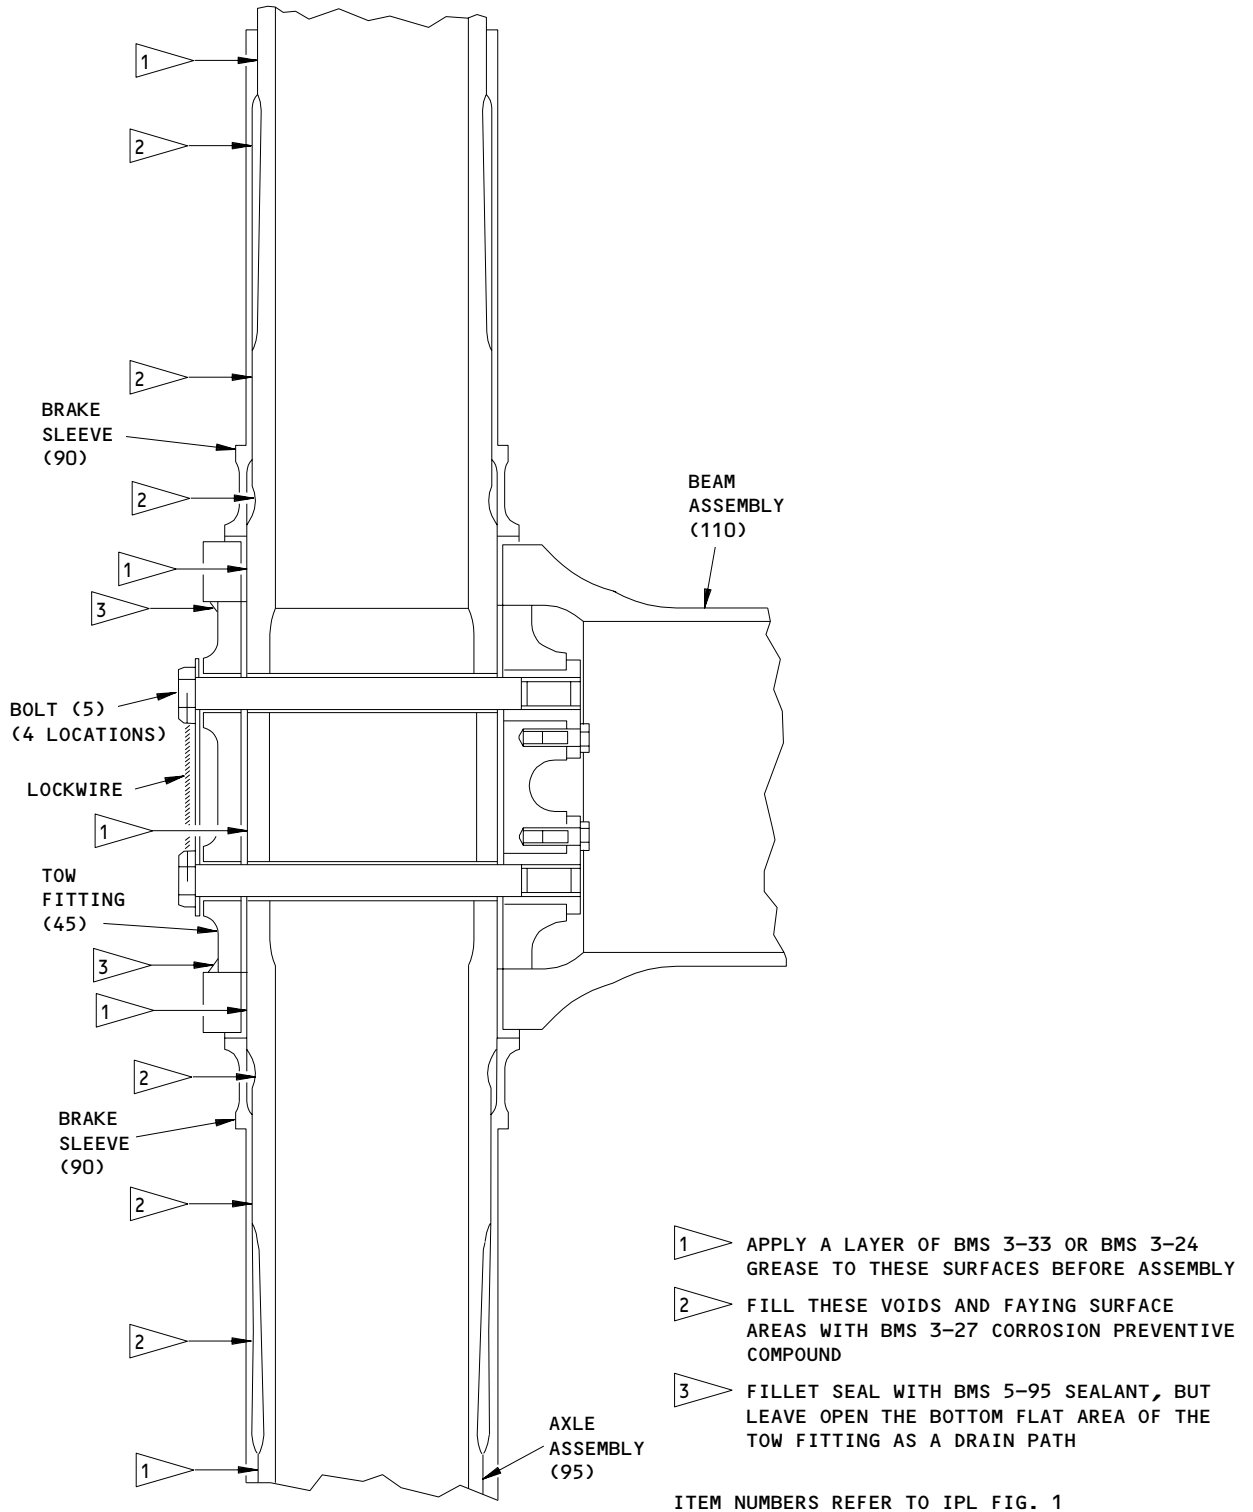 1
2
2
BRAKE
SLEEVE
(90)
2
BEAM
ASSEMBLY
(110)
1
3
BOLT (5)
(4 LOCATIONS)
LOCKWIRE
1
TOW
FITTING
(45)
3
1
2
BRAKE
SLEEVE
(90)
2
2
1
AXLE
ASSEMBLY
(95)
1 APPLY A LAYER OF BMS 3-33 OR BMS 3-24
GREASE TO THESE SURFACES BEFORE ASSEMBLY
2 FILL THESE VOIDS AND FAYING SURFACE
AREAS WITH BMS 3-27 CORROSION PREVENTIVE
COMPOUND
3 FILLET SEAL WITH BMS 5-95 SEALANT, BUT
LEAVE OPEN THE BOTTOM FLAT AREA OF THE
TOW FITTING AS A DRAIN PATH
ITEM NUMBERS REFER TO IPL FIG. 1